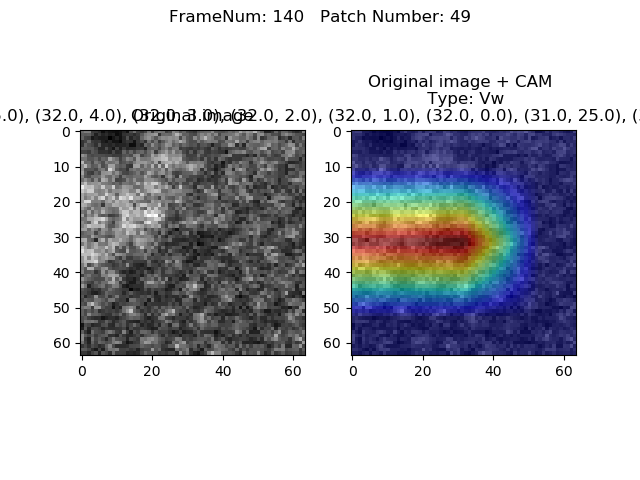 FrameNum: 140   Patch Number: 49
Original image + CAM
Type: Vw
.0), (32.0, 4.0), (32.0, 3.0), (32.0, 2.0), (32.0, 1.0), (32.0, 0.0), (31.0, 25.0), (
Original image
0
10
20
30
40
50
60
0 20 40 60
0
10
20
30
40
50
60
0 20 40 60